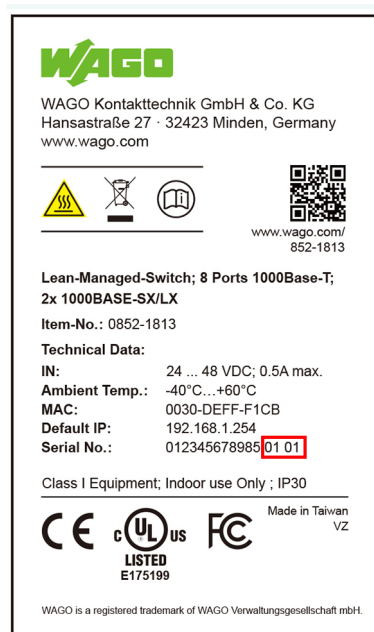 WAGO
WAGO Kontakttechnik GmbH & Co. KG
Hansastraße 27 · 32423 Minden, Germany
www.wago.com
www.wago.com/
852-1813
Lean-Managed-Switch; 8 Ports 1000Base-T;
2x 1000BASE-SX/LX
Item-No.: 0852-1813
Technical Data:
IN: 24 ... 48 VDC; 0.5A max.
Ambient Temp.: -40°C...+60°C
MAC: 0030-DEFF-F1CB
Default IP: 192.168.1.254
Serial No.: 012345678985 01 01
Class I Equipment; Indoor use Only ; IP30
CE c UL US FC
LISTED
E175199
Made in Taiwan
VZ
WAGO is a registered trademark of WAGO Verwaltungsgesellschaft mbH.